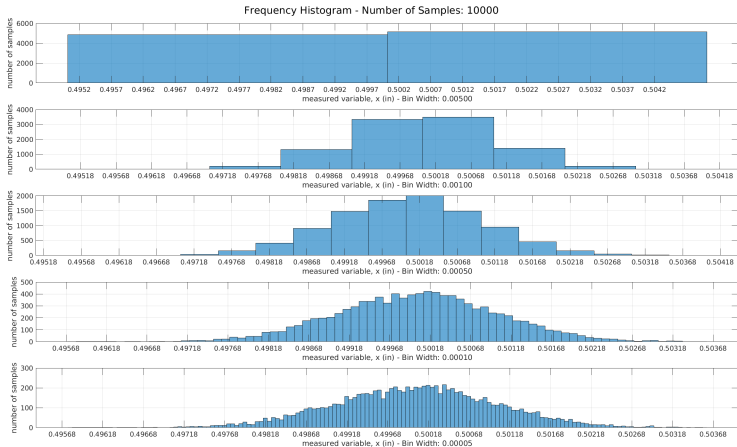 Frequency Histogram - Number of Samples: 10000
number of samples
6000
4000
2000
0
0.4952 0.4957 0.4962 0.4967 0.4972 0.4977 0.4982 0.4987 0.4992 0.4997 0.5002 0.5007 0.5012 0.5017 0.5022 0.5027 0.5032 0.5037 0.5042
measured variable, x (in) - Bin Width: 0.00500
number of samples
4000
3000
2000
1000
0
0.49518 0.49568 0.49618 0.49668 0.49718 0.49768 0.49818 0.49868 0.49918 0.49968 0.50018 0.50068 0.50118 0.50168 0.50218 0.50268 0.50318 0.50368 0.50418
measured variable, x (in) - Bin Width: 0.00100
number of samples
2000
1500
1000
500
0
0.49518 0.49568 0.49618 0.49668 0.49718 0.49768 0.49818 0.49868 0.49918 0.49968 0.50018 0.50068 0.50118 0.50168 0.50218 0.50268 0.50318 0.50368 0.50418
measured variable, x (in) - Bin Width: 0.00050
number of samples
500
400
300
200
100
0
0.49568 0.49618 0.49668 0.49718 0.49768 0.49818 0.49868 0.49918 0.49968 0.50018 0.50068 0.50118 0.50168 0.50218 0.50268 0.50318 0.50368
measured variable, x (in) - Bin Width: 0.00010
number of samples
300
200
100
0
0.49568 0.49618 0.49668 0.49718 0.49768 0.49818 0.49868 0.49918 0.49968 0.50018 0.50068 0.50118 0.50168 0.50218 0.50268 0.50318 0.50368
measured variable, x (in) - Bin Width: 0.00005